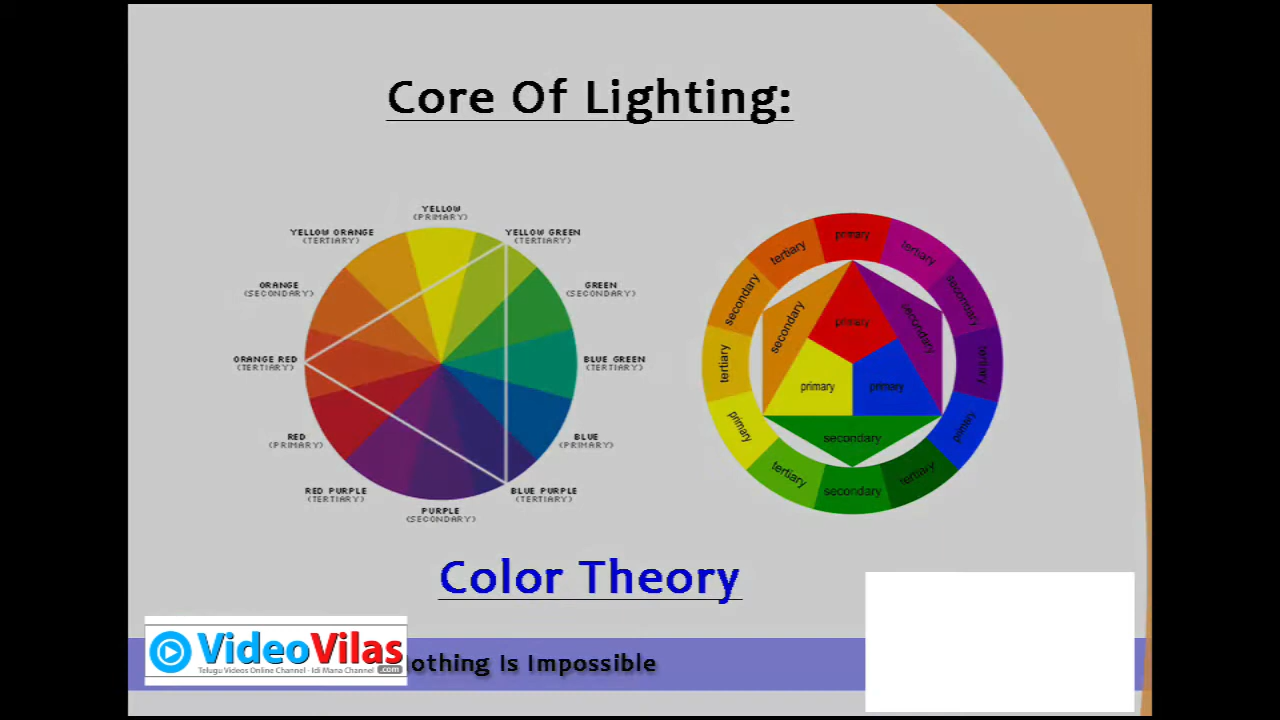 Core Of Lighting:
YELLOW
(PRIMARY)
YELLOW ORANGE
(TERTIARY)
YELLOW GREEN
(TERTIARY)
ORANGE
(SECONDARY)
GREEN
(SECONDARY)
ORANGE RED
(TERTIARY)
BLUE GREEN
(TERTIARY)
RED
(PRIMARY)
BLUE
(PRIMARY)
RED PURPLE
(TERTIARY)
BLUE PURPLE
(TERTIARY)
PURPLE
(SECONDARY)
primary
tertiary
secondary
tertiary
primary
tertiary
secondary
tertiary
primary
tertiary
secondary
tertiary
primary
secondary
secondary
primary
primary
secondary
Color Theory
VideoVilas
Telugu Videos Online Channel - Idi Mana Channel .com
Nothing Is Impossible